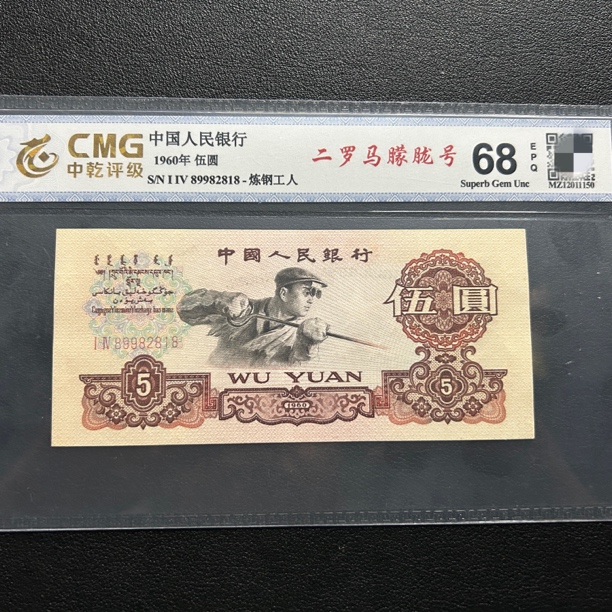 CMG
中乾评级
中国人民银行
1960年 伍圆
S/N I IV 89982818 - 炼钢工人
二罗马朦胧号
68
EPQ
Superb Gem Unc
MZ12011150
中國人民銀行
伍圓
I IV 89982818
5
WU YUAN
1960
5